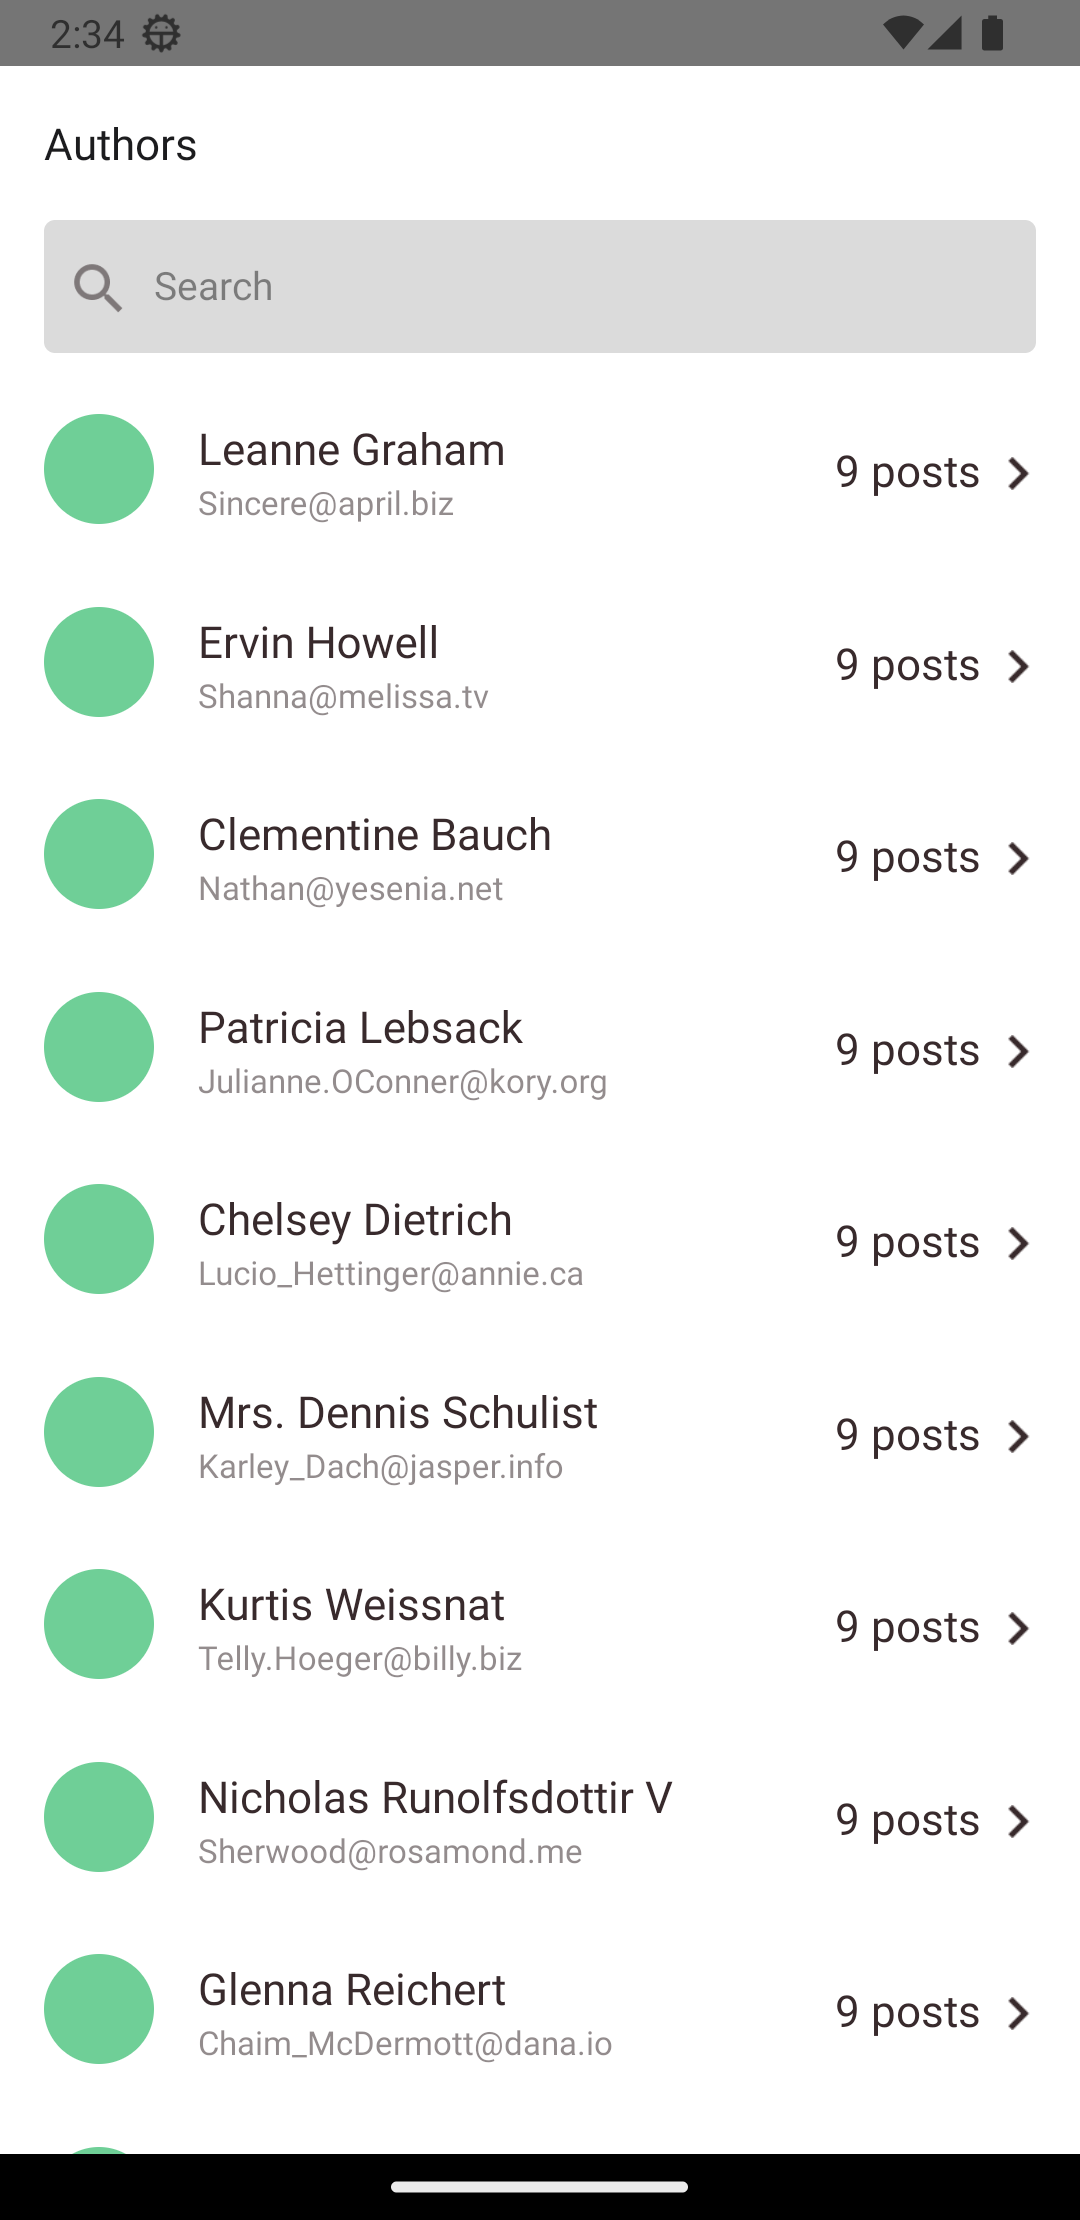 2:34
Authors
Search
Leanne Graham
Sincere@april.biz
9 posts
Ervin Howell
Shanna@melissa.tv
9 posts
Clementine Bauch
Nathan@yesenia.net
9 posts
Patricia Lebsack
Julianne.OConner@kory.org
9 posts
Chelsey Dietrich
Lucio_Hettinger@annie.ca
9 posts
Mrs. Dennis Schulist
Karley_Dach@jasper.info
9 posts
Kurtis Weissnat
Telly.Hoeger@billy.biz
9 posts
Nicholas Runolfsdottir V
Sherwood@rosamond.me
9 posts
Glenna Reichert
Chaim_McDermott@dana.io
9 posts